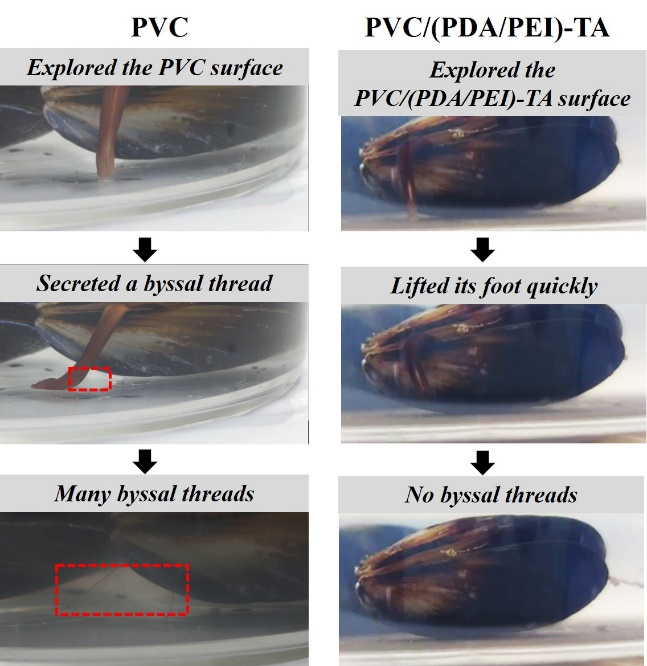 PVC
Explored the PVC surface
Secreted a byssal thread
Many byssal threads
PVC/(PDA/PEI)-TA
Explored the
PVC/(PDA/PEI)-TA surface
Lifted its foot quickly
No byssal threads